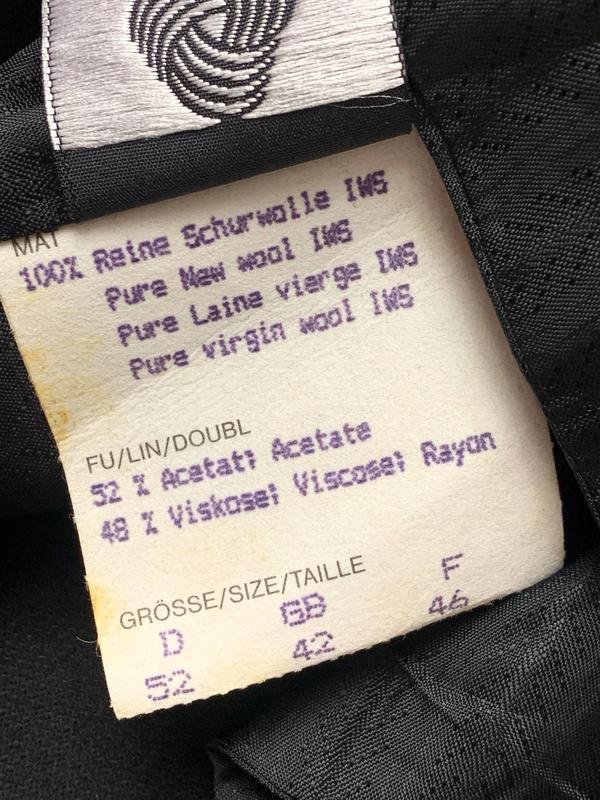 MAT
100% Reine Schurwolle IWS
Pure New wool IWS
Pure Laine vierge IWS
Pure virgin wool IWS
FU/LIN/DOUBL
52 % Acetat; Acetate
48 % Viskose; Viscose; Rayon
GRÖSSE/SIZE/TAILLE
D GB F
52 42 46